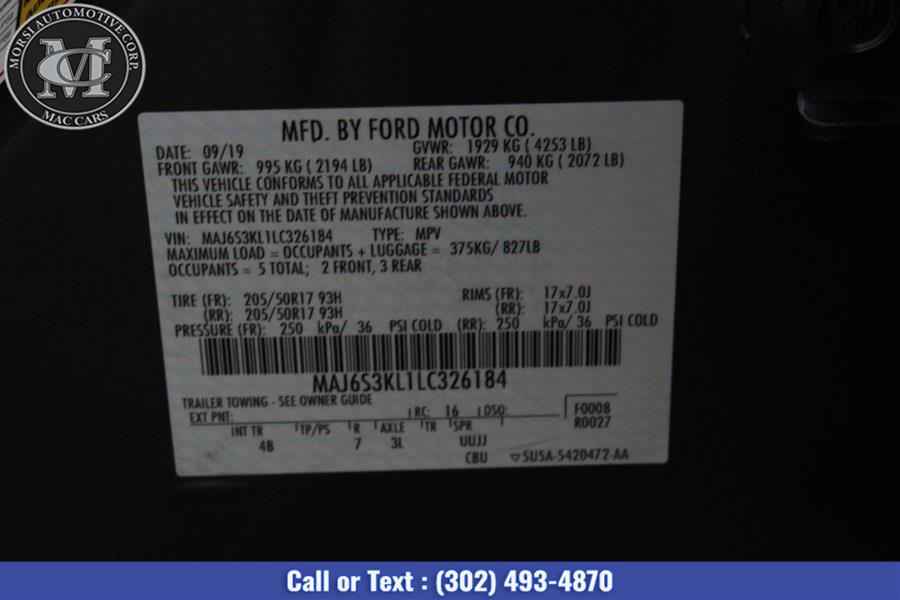 MORSI AUTOMOTIVE CORP.
MC
MAC CARS
MFD. BY FORD MOTOR CO.
DATE: 09/19 GVWR: 1929 KG ( 4253 LB)
FRONT GAWR: 995 KG ( 2194 LB) REAR GAWR: 940 KG ( 2072 LB)
THIS VEHICLE CONFORMS TO ALL APPLICABLE FEDERAL MOTOR
VEHICLE SAFETY AND THEFT PREVENTION STANDARDS
IN EFFECT ON THE DATE OF MANUFACTURE SHOWN ABOVE.
VIN: MAJ6S3KL1LC326184 TYPE: MPV
MAXIMUM LOAD = OCCUPANTS + LUGGAGE = 375KG/ 827LB
OCCUPANTS = 5 TOTAL; 2 FRONT, 3 REAR
TIRE (FR): 205/50R17 93H RIMS (FR): 17x7.0J
(RR): 205/50R17 93H (RR): 17x7.0J
PRESSURE (FR): 250 kPa/ 36 PSI COLD (RR): 250 kPa/ 36 PSI COLD
MAJ6S3KL1LC326184
TRAILER TOWING - SEE OWNER GUIDE
EXT PNT: RC: 16 DSO: F0008
R0027
INT TR TP/PS R AXLE TR SPR
4B 7 3L UUJJ
CBU 5U5A-5420472-AA
Call or Text : (302) 493-4870